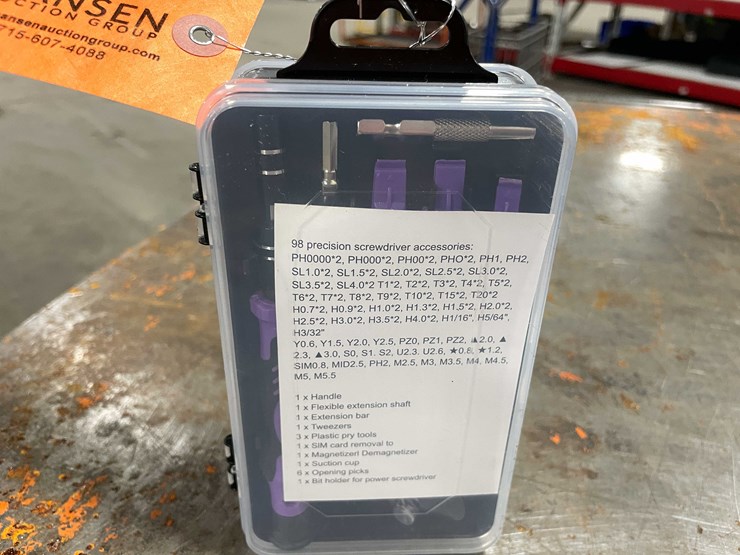 ANSEN
CTION GROUP
ansenauctiongroup.com
715-607-4088
98 precision screwdriver accessories:
PH0000*2, PH000*2, PH00*2, PHO*2, PH1, PH2,
SL1.0*2, SL1.5*2, SL2.0*2, SL2.5*2, SL3.0*2,
SL3.5*2, SL4.0*2 T1*2, T2*2, T3*2, T4*2, T5*2,
T6*2, T7*2, T8*2, T9*2, T10*2, T15*2, T20*2
H0.7*2, H0.9*2, H1.0*2, H1.3*2, H1.5*2, H2.0*2,
H2.5*2, H3.0*2, H3.5*2, H4.0*2, H1/16", H5/64",
H3/32"
Y0.6, Y1.5, Y2.0, Y2.5, PZ0, PZ1, PZ2, ▲2.0, ▲
2.3, ▲3.0, S0, S1. S2, U2.3. U2.6, ★0.8, ★1.2,
SIM0.8, MID2.5, PH2, M2.5, M3, M3.5, M4, M4.5,
M5, M5.5
1 x Handle
1 x Flexible extension shaft
1 x Extension bar
1 x Tweezers
3 x Plastic pry tools
1 x SIM card removal to
1 x Magnetizerl Demagnetizer
1 x Suction cup
6 x Opening picks
1 x Bit holder for power screwdriver